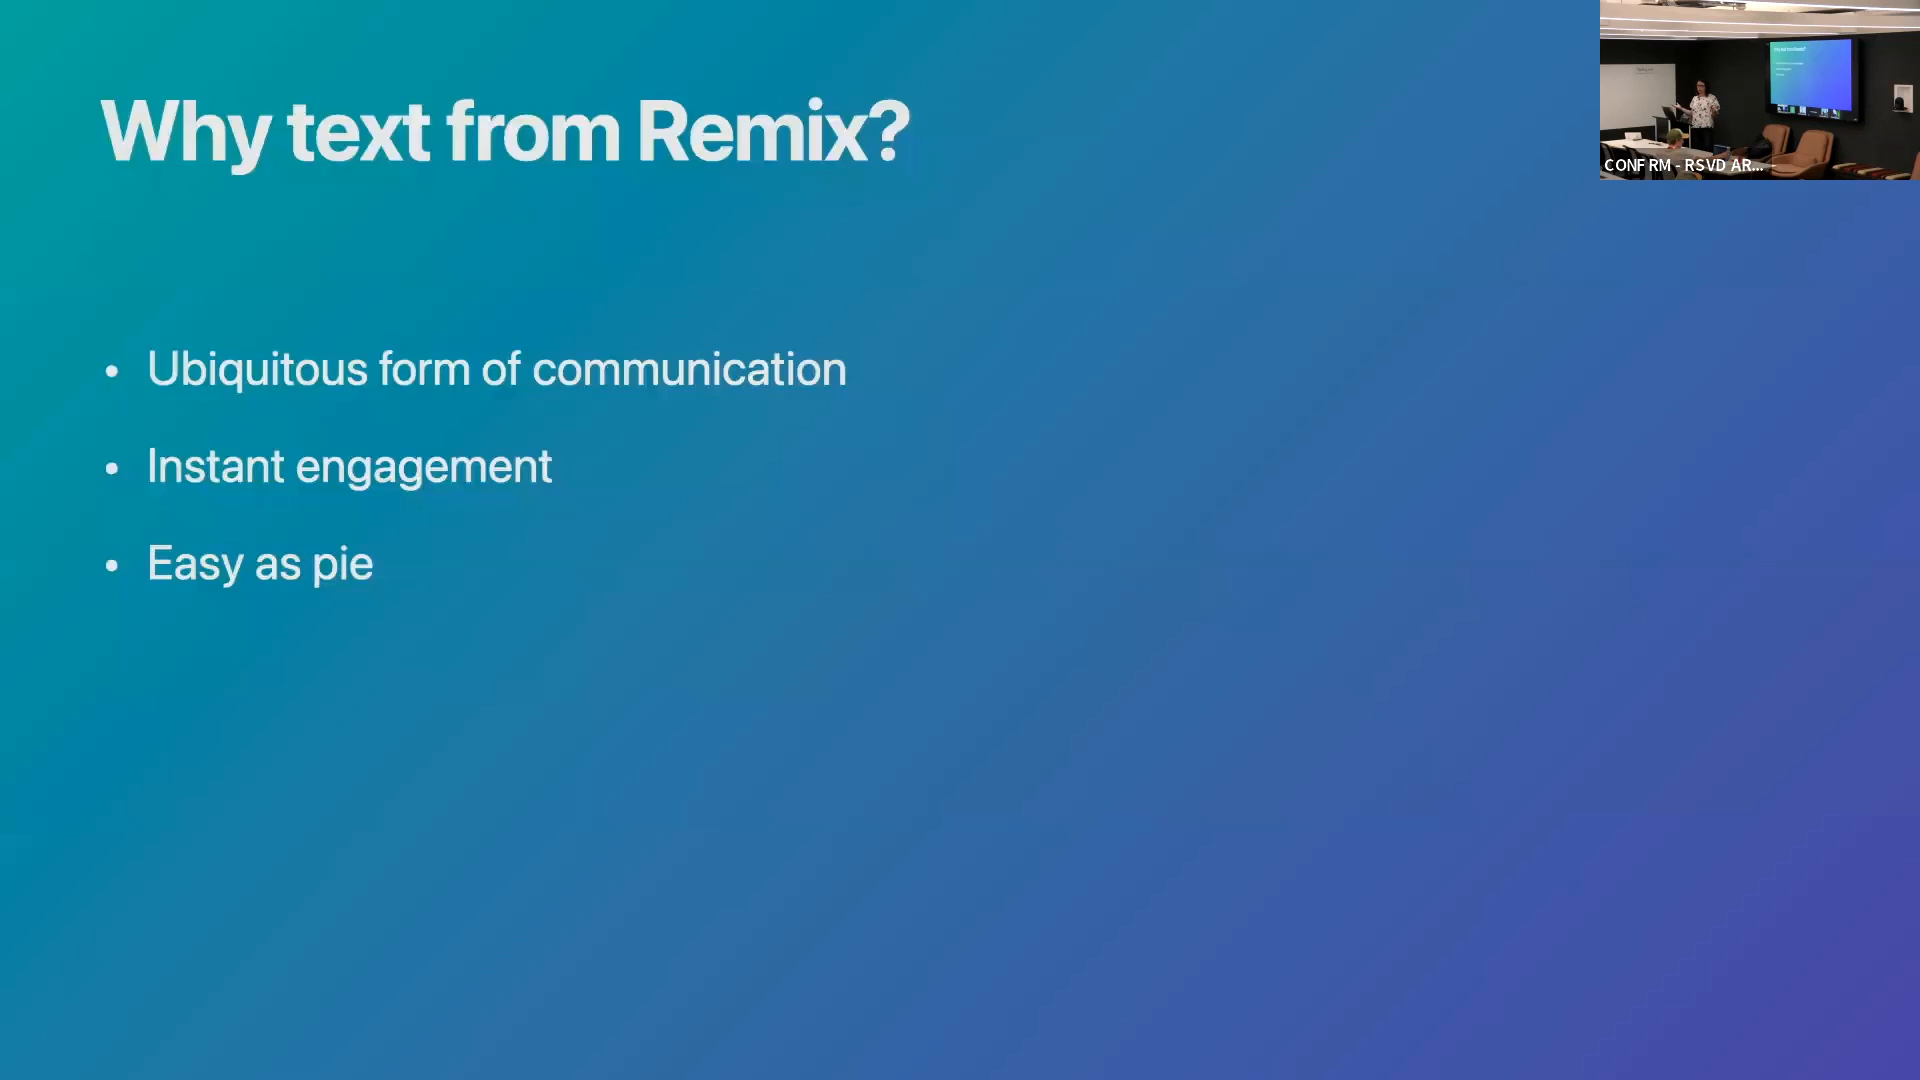 Why text from Remix?
• Ubiquitous form of communication
• Instant engagement
• Easy as pie
CONF RM - RSVD AR...